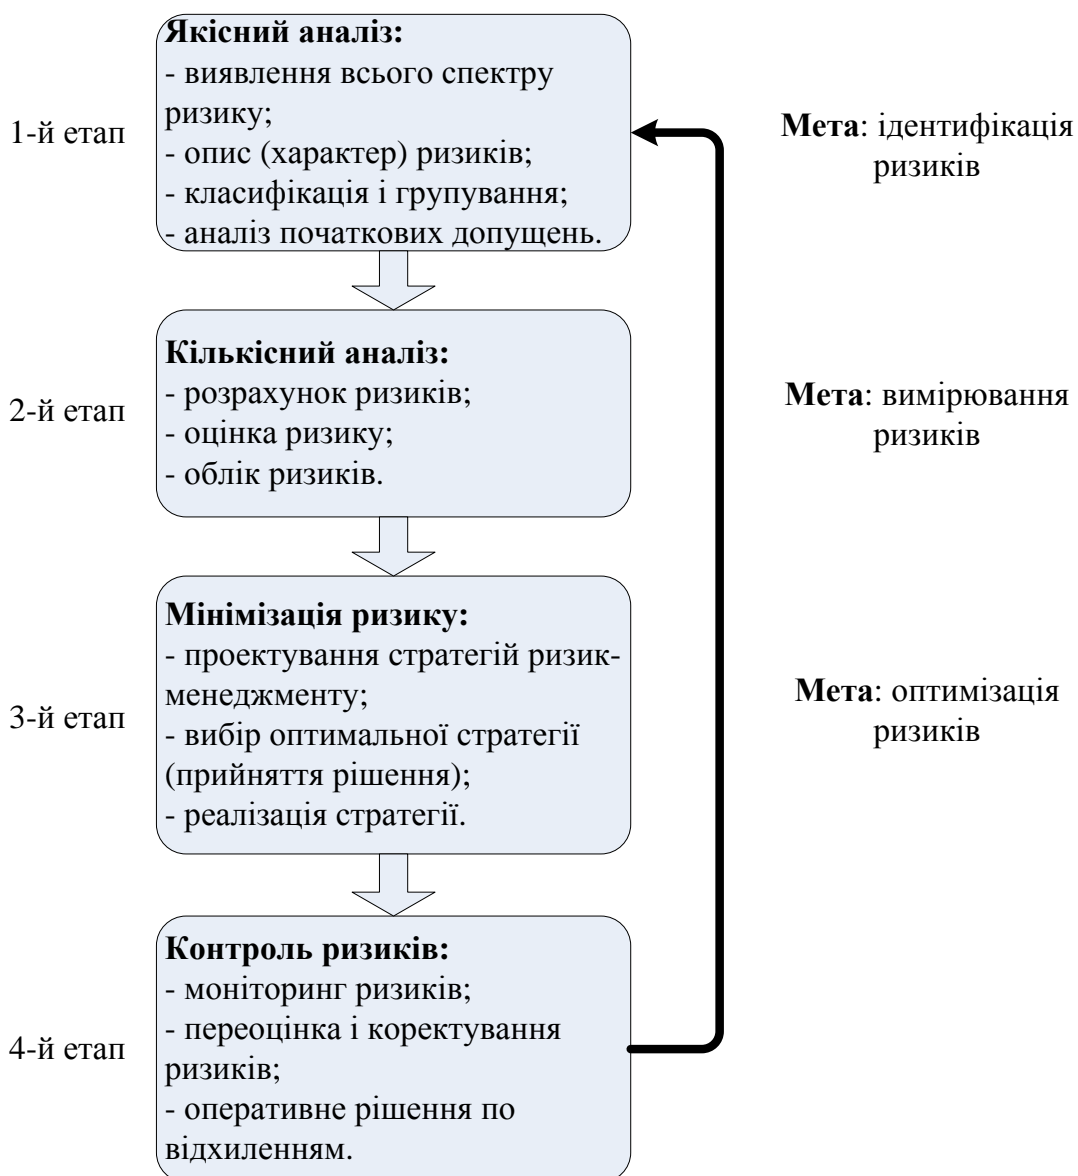 Якісний аналіз:
- виявлення всього спектру
ризику;
- опис (характер) ризиків;
- класифікація і групування;
- аналіз початкових допущень.
1-й етап
Мета: ідентифікація
ризиків
Кількісний аналіз:
- розрахунок ризиків;
- оцінка ризику;
- облік ризиків.
2-й етап
Мета: вимірювання
ризиків
Мінімізація ризику:
- проектування стратегій ризик-
менеджменту;
- вибір оптимальної стратегії
(прийняття рішення);
- реалізація стратегії.
3-й етап
Мета: оптимізація
ризиків
Контроль ризиків:
- моніторинг ризиків;
- переоцінка і коректування
ризиків;
- оперативне рішення по
відхиленням.
4-й етап